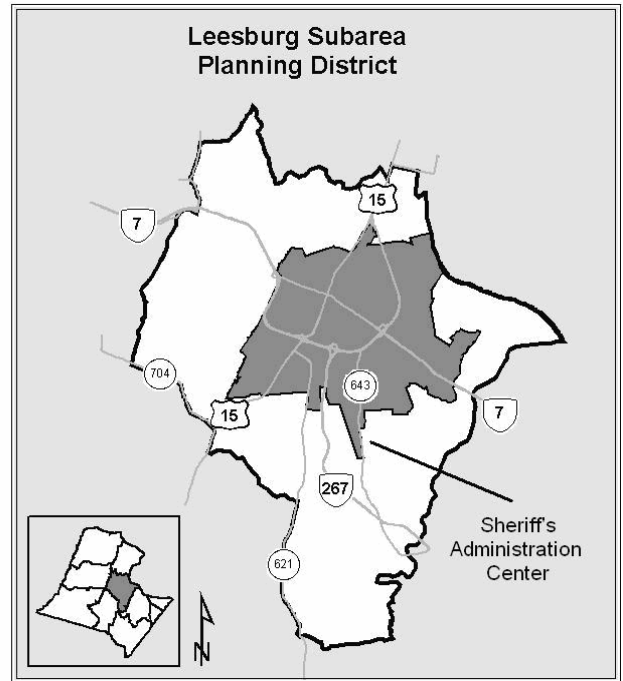 Leesburg Subarea
Planning District
15
7
704
643
15
7
267
Sheriff's
Administration
Center
621
N